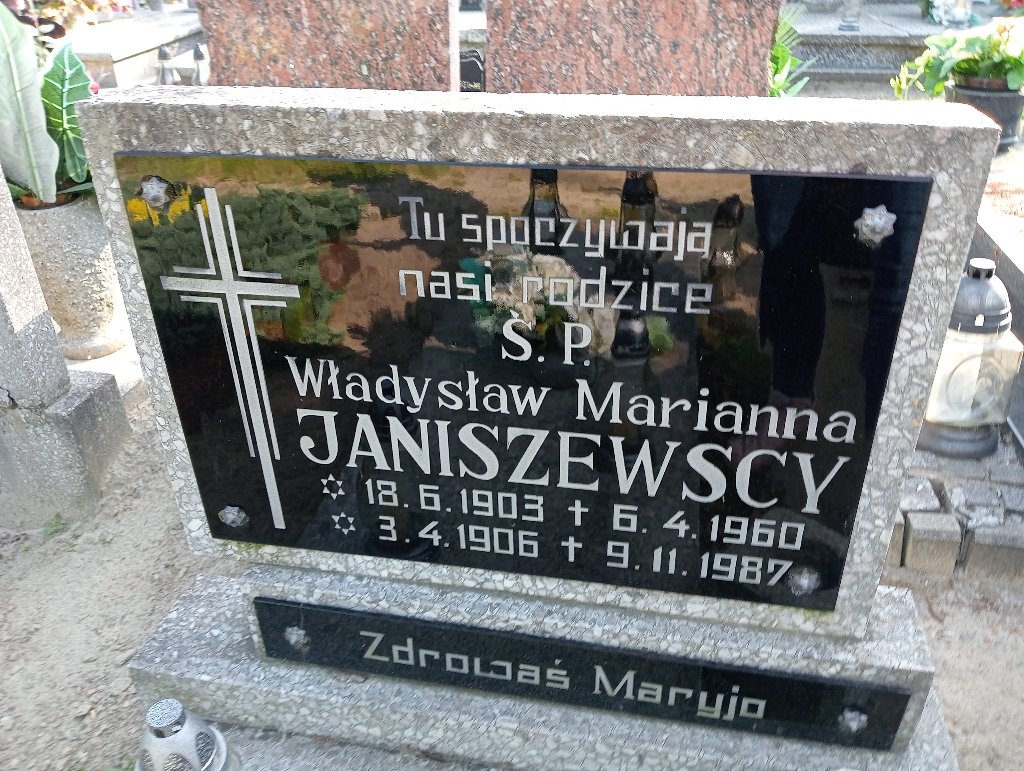 Tu spoczywają
nasi rodzice
Ś. P.
Władysław Marianna
JANISZEWSCY
✡ 18.6.1903 ✝ 6.4.1960
✡ 3.4.1906 ✝ 9.11.1987
Zdrowaś Maryjo